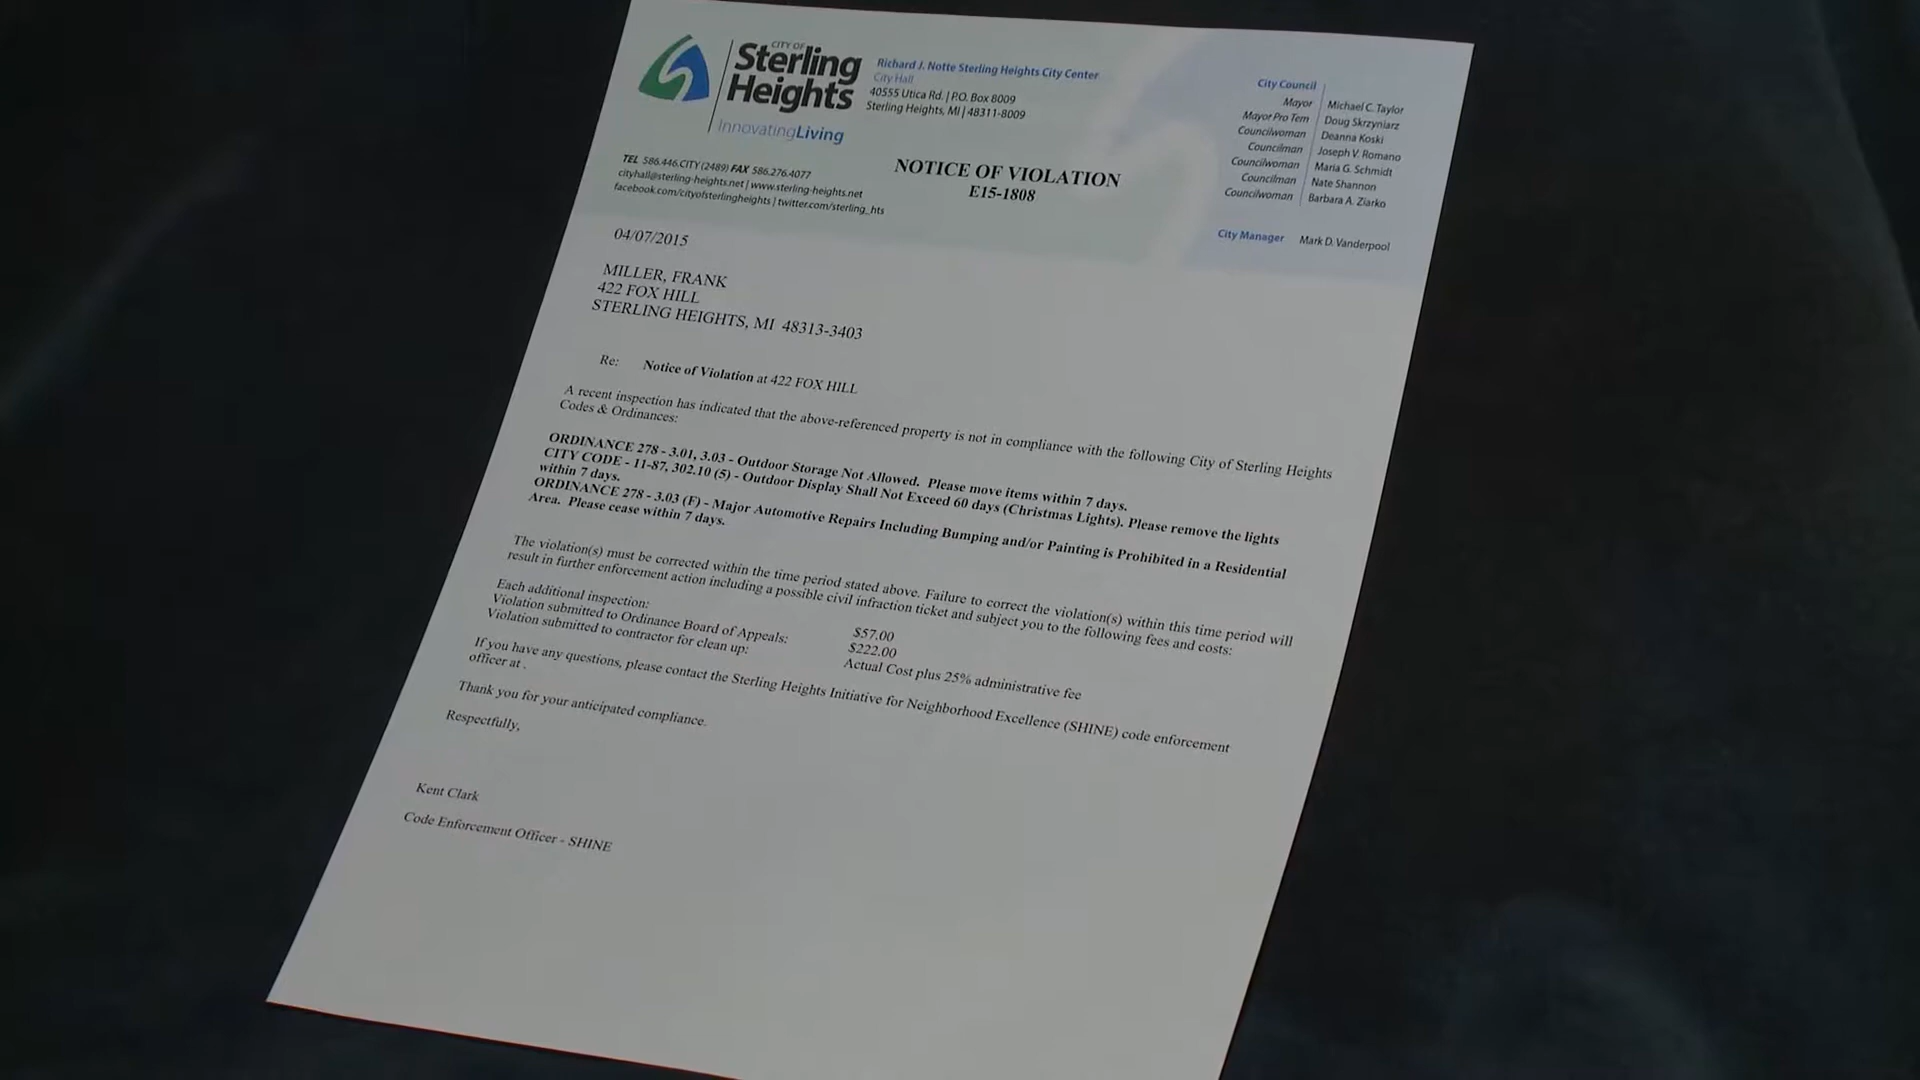 CITY OF
Sterling
Heights
InnovatingLiving
Richard J. Notte Sterling Heights City Center
City Hall
40555 Utica Rd. | P.O. Box 8009
Sterling Heights, MI | 48311-8009
TEL 586.446.CITY (2489) FAX 586.276.4077
cityhall@sterling-heights.net | www.sterling-heights.net
facebook.com/cityofsterlingheights | twitter.com/sterling_hts
NOTICE OF VIOLATION
E15-1808
City Council
Mayor Michael C. Taylor
Mayor Pro Tem Doug Skrzyniarz
Councilwoman Deanna Koski
Councilman Joseph V. Romano
Councilwoman Maria G. Schmidt
Councilman Nate Shannon
Councilwoman Barbara A. Ziarko
City Manager Mark D. Vanderpool
04/07/2015
MILLER, FRANK
422 FOX HILL
STERLING HEIGHTS, MI 48313-3403
Re: Notice of Violation at 422 FOX HILL
A recent inspection has indicated that the above-referenced property is not in compliance with the following City of Sterling Heights
Codes & Ordinances:
ORDINANCE 278 - 3.01, 3.03 - Outdoor Storage Not Allowed. Please move items within 7 days.
CITY CODE - 11-87, 302.10 (5) - Outdoor Display Shall Not Exceed 60 days (Christmas Lights). Please remove the lights
within 7 days.
ORDINANCE 278 - 3.03 (F) - Major Automotive Repairs Including Bumping and/or Painting is Prohibited in a Residential
Area. Please cease within 7 days.
The violation(s) must be corrected within the time period stated above. Failure to correct the violation(s) within this time period will
result in further enforcement action including a possible civil infraction ticket and subject you to the following fees and costs:
Each additional inspection: $57.00
Violation submitted to Ordinance Board of Appeals: $222.00
Violation submitted to contractor for clean up: Actual Cost plus 25% administrative fee
If you have any questions, please contact the Sterling Heights Initiative for Neighborhood Excellence (SHINE) code enforcement
officer at .
Thank you for your anticipated compliance.
Respectfully,
Kent Clark
Code Enforcement Officer - SHINE